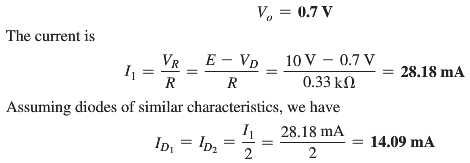 V_o = 0.7 V
The current is
I_1 = V_R / R = (E − V_D) / R = (10 V − 0.7 V) / 0.33 kΩ = 28.18 mA
Assuming diodes of similar characteristics, we have
I_D1 = I_D2 = I_1 / 2 = 28.18 mA / 2 = 14.09 mA